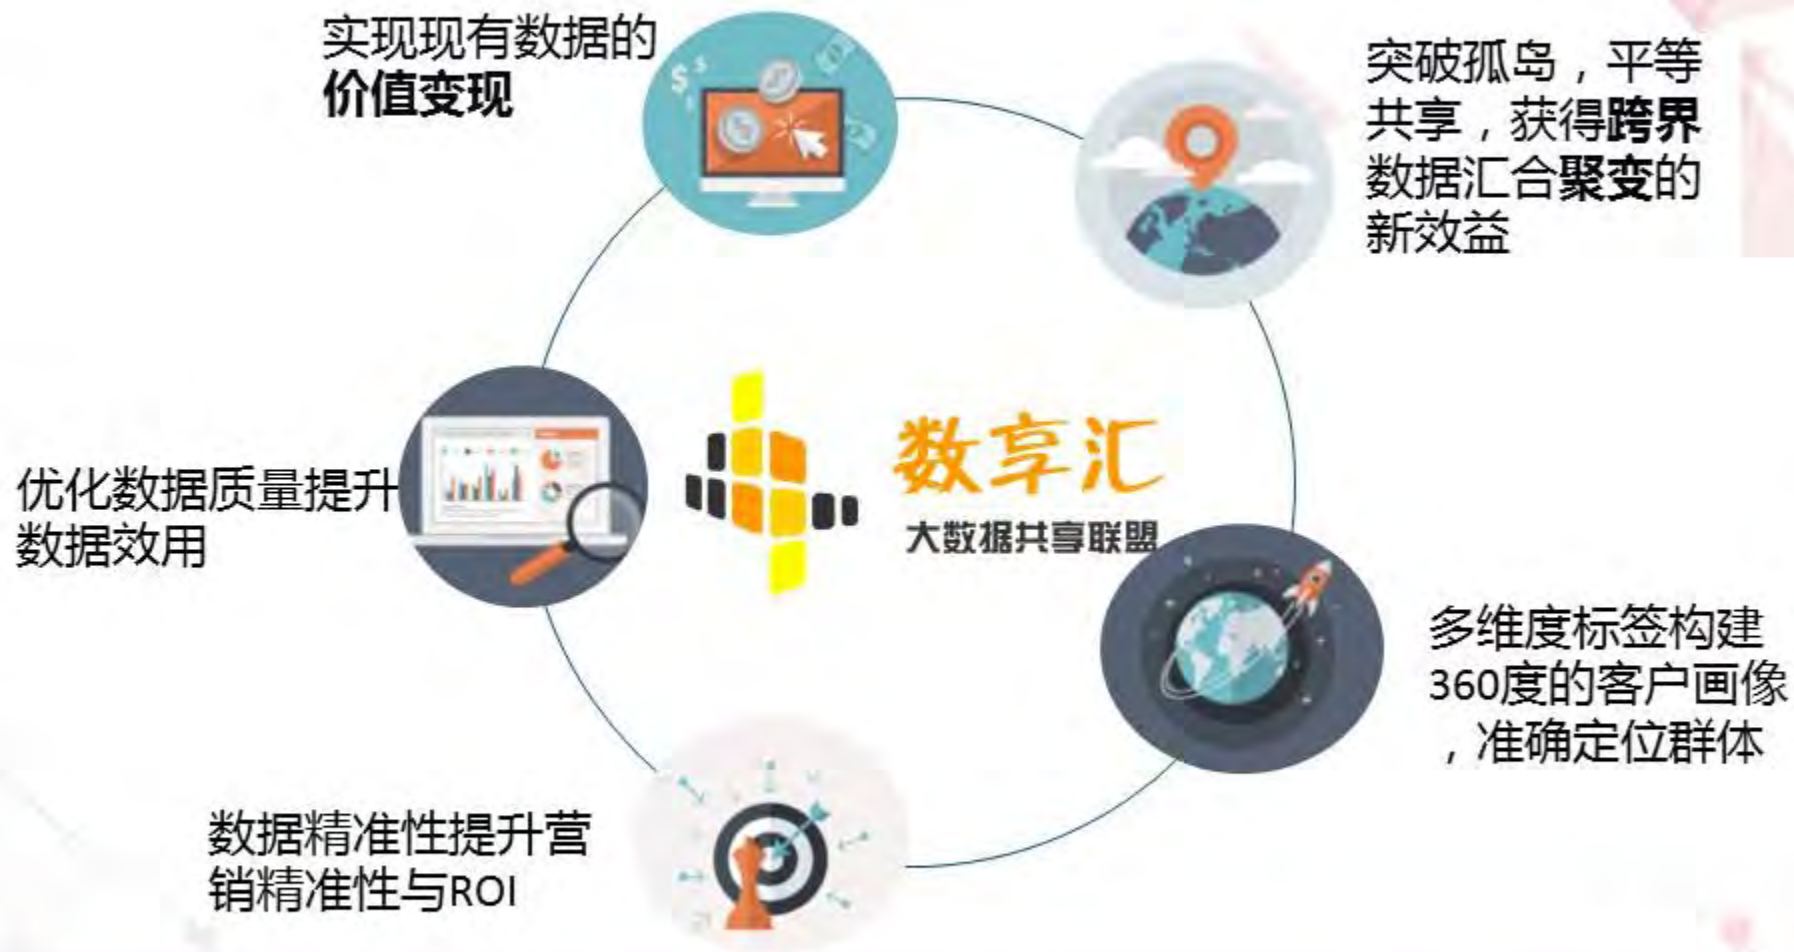 实现现有数据的
价值变现
突破孤岛，平等
共享，获得跨界
数据汇合聚变的
新效益
数享汇
大数据共享联盟
优化数据质量提升
数据效用
多维度标签构建
360度的客户画像
，准确定位群体
数据精准性提升营
销精准性与ROI